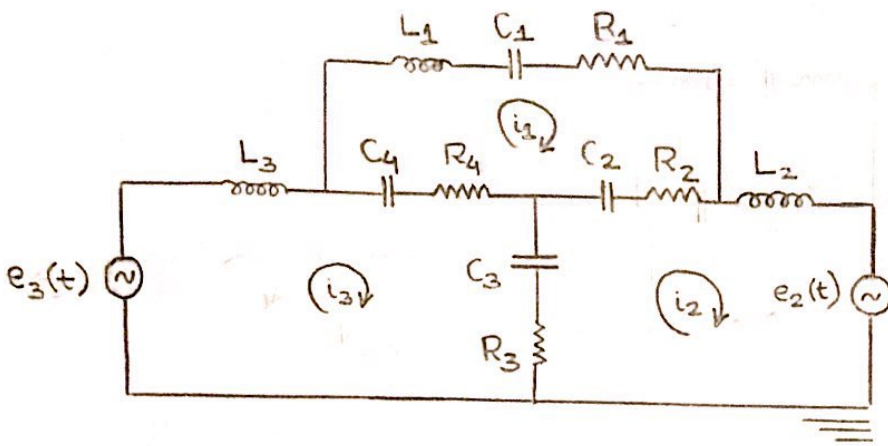 L1 C1 R1
i1
L3 C4 R4 C2 R2 L2
e3(t) i3 C3 i2 e2(t)
R3